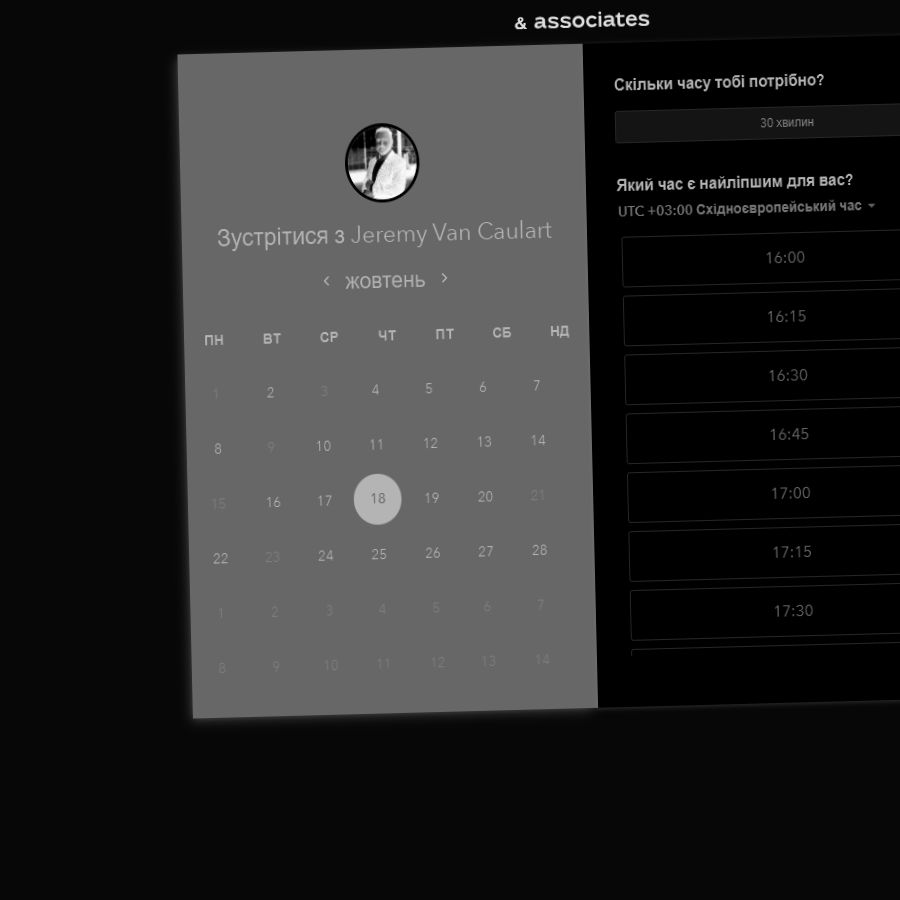 & associates
Зустрітися з Jeremy Van Caulart
‹ жовтень ›
ПН ВТ СР ЧТ ПТ СБ НД
1 2 3 4 5 6 7
8 9 10 11 12 13 14
15 16 17 18 19 20 21
22 23 24 25 26 27 28
1 2 3 4 5 6 7
8 9 10 11 12 13 14
Скільки часу тобі потрібно?
30 хвилин
Який час є найліпшим для вас?
UTC +03:00 Східноєвропейський час
16:00
16:15
16:30
16:45
17:00
17:15
17:30